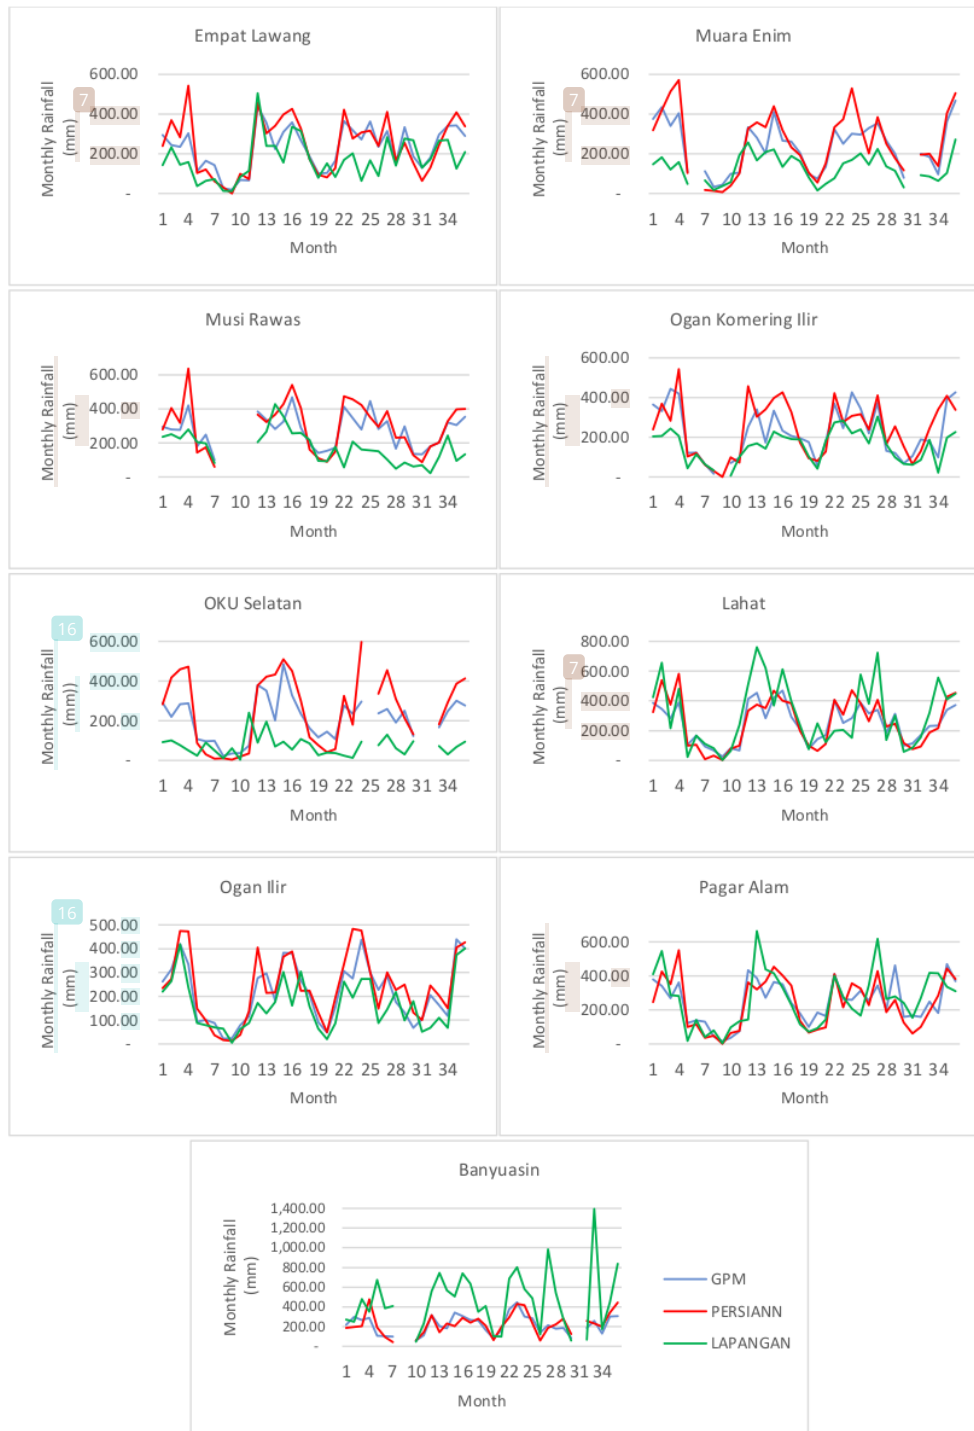 Empat Lawang
Monthly Rainfall
(mm)
7
600.00
400.00
200.00
-
1 4 7 10 13 16 19 22 25 28 31 34
Month
Muara Enim
Monthly Rainfall
(mm)
7
600.00
400.00
200.00
-
1 4 7 10 13 16 19 22 25 28 31 34
Month
Musi Rawas
Monthly Rainfall
(mm)
600.00
400.00
200.00
-
1 4 7 10 13 16 19 22 25 28 31 34
Month
Ogan Komering Ilir
Monthly Rainfall
(mm)
600.00
400.00
200.00
-
1 4 7 10 13 16 19 22 25 28 31 34
Month
OKU Selatan
16
Monthly Rainfall
(mm))
600.00
400.00
200.00
-
1 4 7 10 13 16 19 22 25 28 31 34
Month
Lahat
Monthly Rainfall
(mm)
7
800.00
600.00
400.00
200.00
-
1 4 7 10 13 16 19 22 25 28 31 34
Month
Ogan Ilir
16
Monthly Rainfall
(mm)
500.00
400.00
300.00
200.00
100.00
-
1 4 7 10 13 16 19 22 25 28 31 34
Month
Pagar Alam
Monthly Rainfall
(mm)
600.00
400.00
200.00
-
1 4 7 10 13 16 19 22 25 28 31 34
Month
Banyuasin
Monthly Rainfall
(mm)
1,400.00
1,200.00
1,000.00
800.00
600.00
400.00
200.00
-
1 4 7 10 13 16 19 22 25 28 31 34
Month
GPM
PERSIANN
LAPANGAN